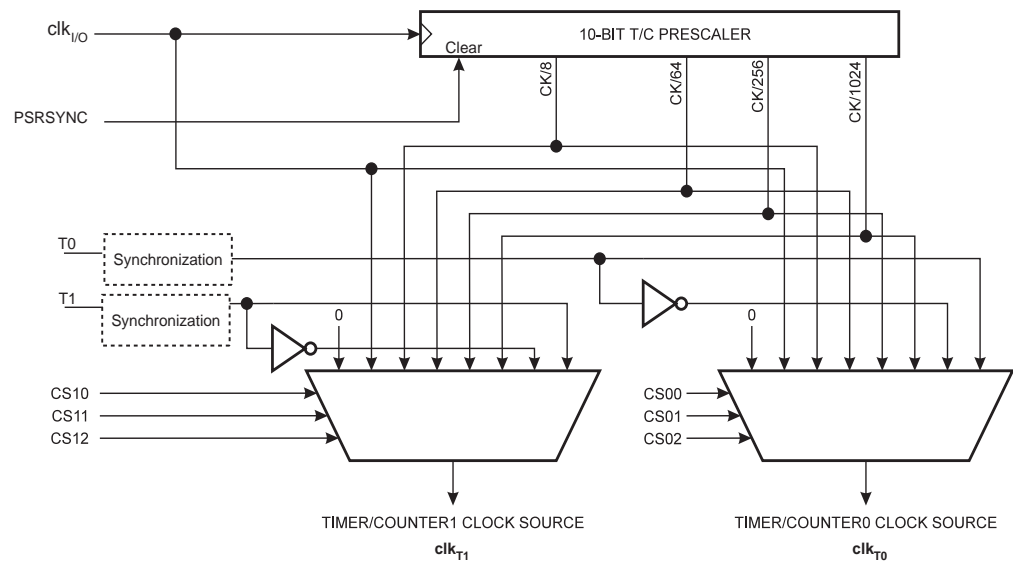 clkI/O
10-BIT T/C PRESCALER
Clear
PSRSYNC
CK/8
CK/64
CK/256
CK/1024
T0
Synchronization
T1
Synchronization
0
0
CS10
CS11
CS12
CS00
CS01
CS02
TIMER/COUNTER1 CLOCK SOURCE
clkT1
TIMER/COUNTER0 CLOCK SOURCE
clkT0